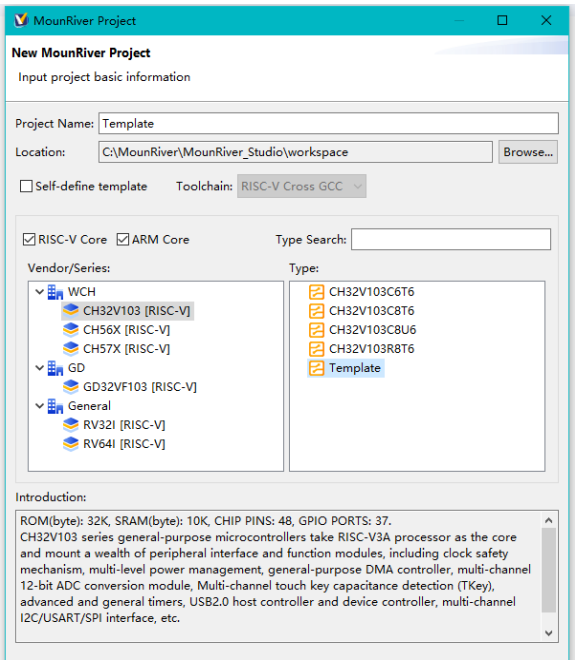 MounRiver Project
New MounRiver Project
Input project basic information
Project Name: Template
Location: C:\MounRiver\MounRiver_Studio\workspace Browse...
Self-define template Toolchain: RISC-V Cross GCC
RISC-V Core ARM Core Type Search:
Vendor/Series: Type:
WCH CH32V103C6T6
CH32V103 [RISC-V] CH32V103C8T6
CH56X [RISC-V] CH32V103C8U6
CH57X [RISC-V] CH32V103R8T6
GD Template
GD32VF103 [RISC-V]
General
RV32I [RISC-V]
RV64I [RISC-V]
Introduction:
ROM(byte): 32K, SRAM(byte): 10K, CHIP PINS: 48, GPIO PORTS: 37.
CH32V103 series general-purpose microcontrollers take RISC-V3A processor as the core
and mount a wealth of peripheral interface and function modules, including clock safety
mechanism, multi-level power management, general-purpose DMA controller, multi-channel
12-bit ADC conversion module, Multi-channel touch key capacitance detection (TKey),
advanced and general timers, USB2.0 host controller and device controller, multi-channel
I2C/USART/SPI interface, etc.